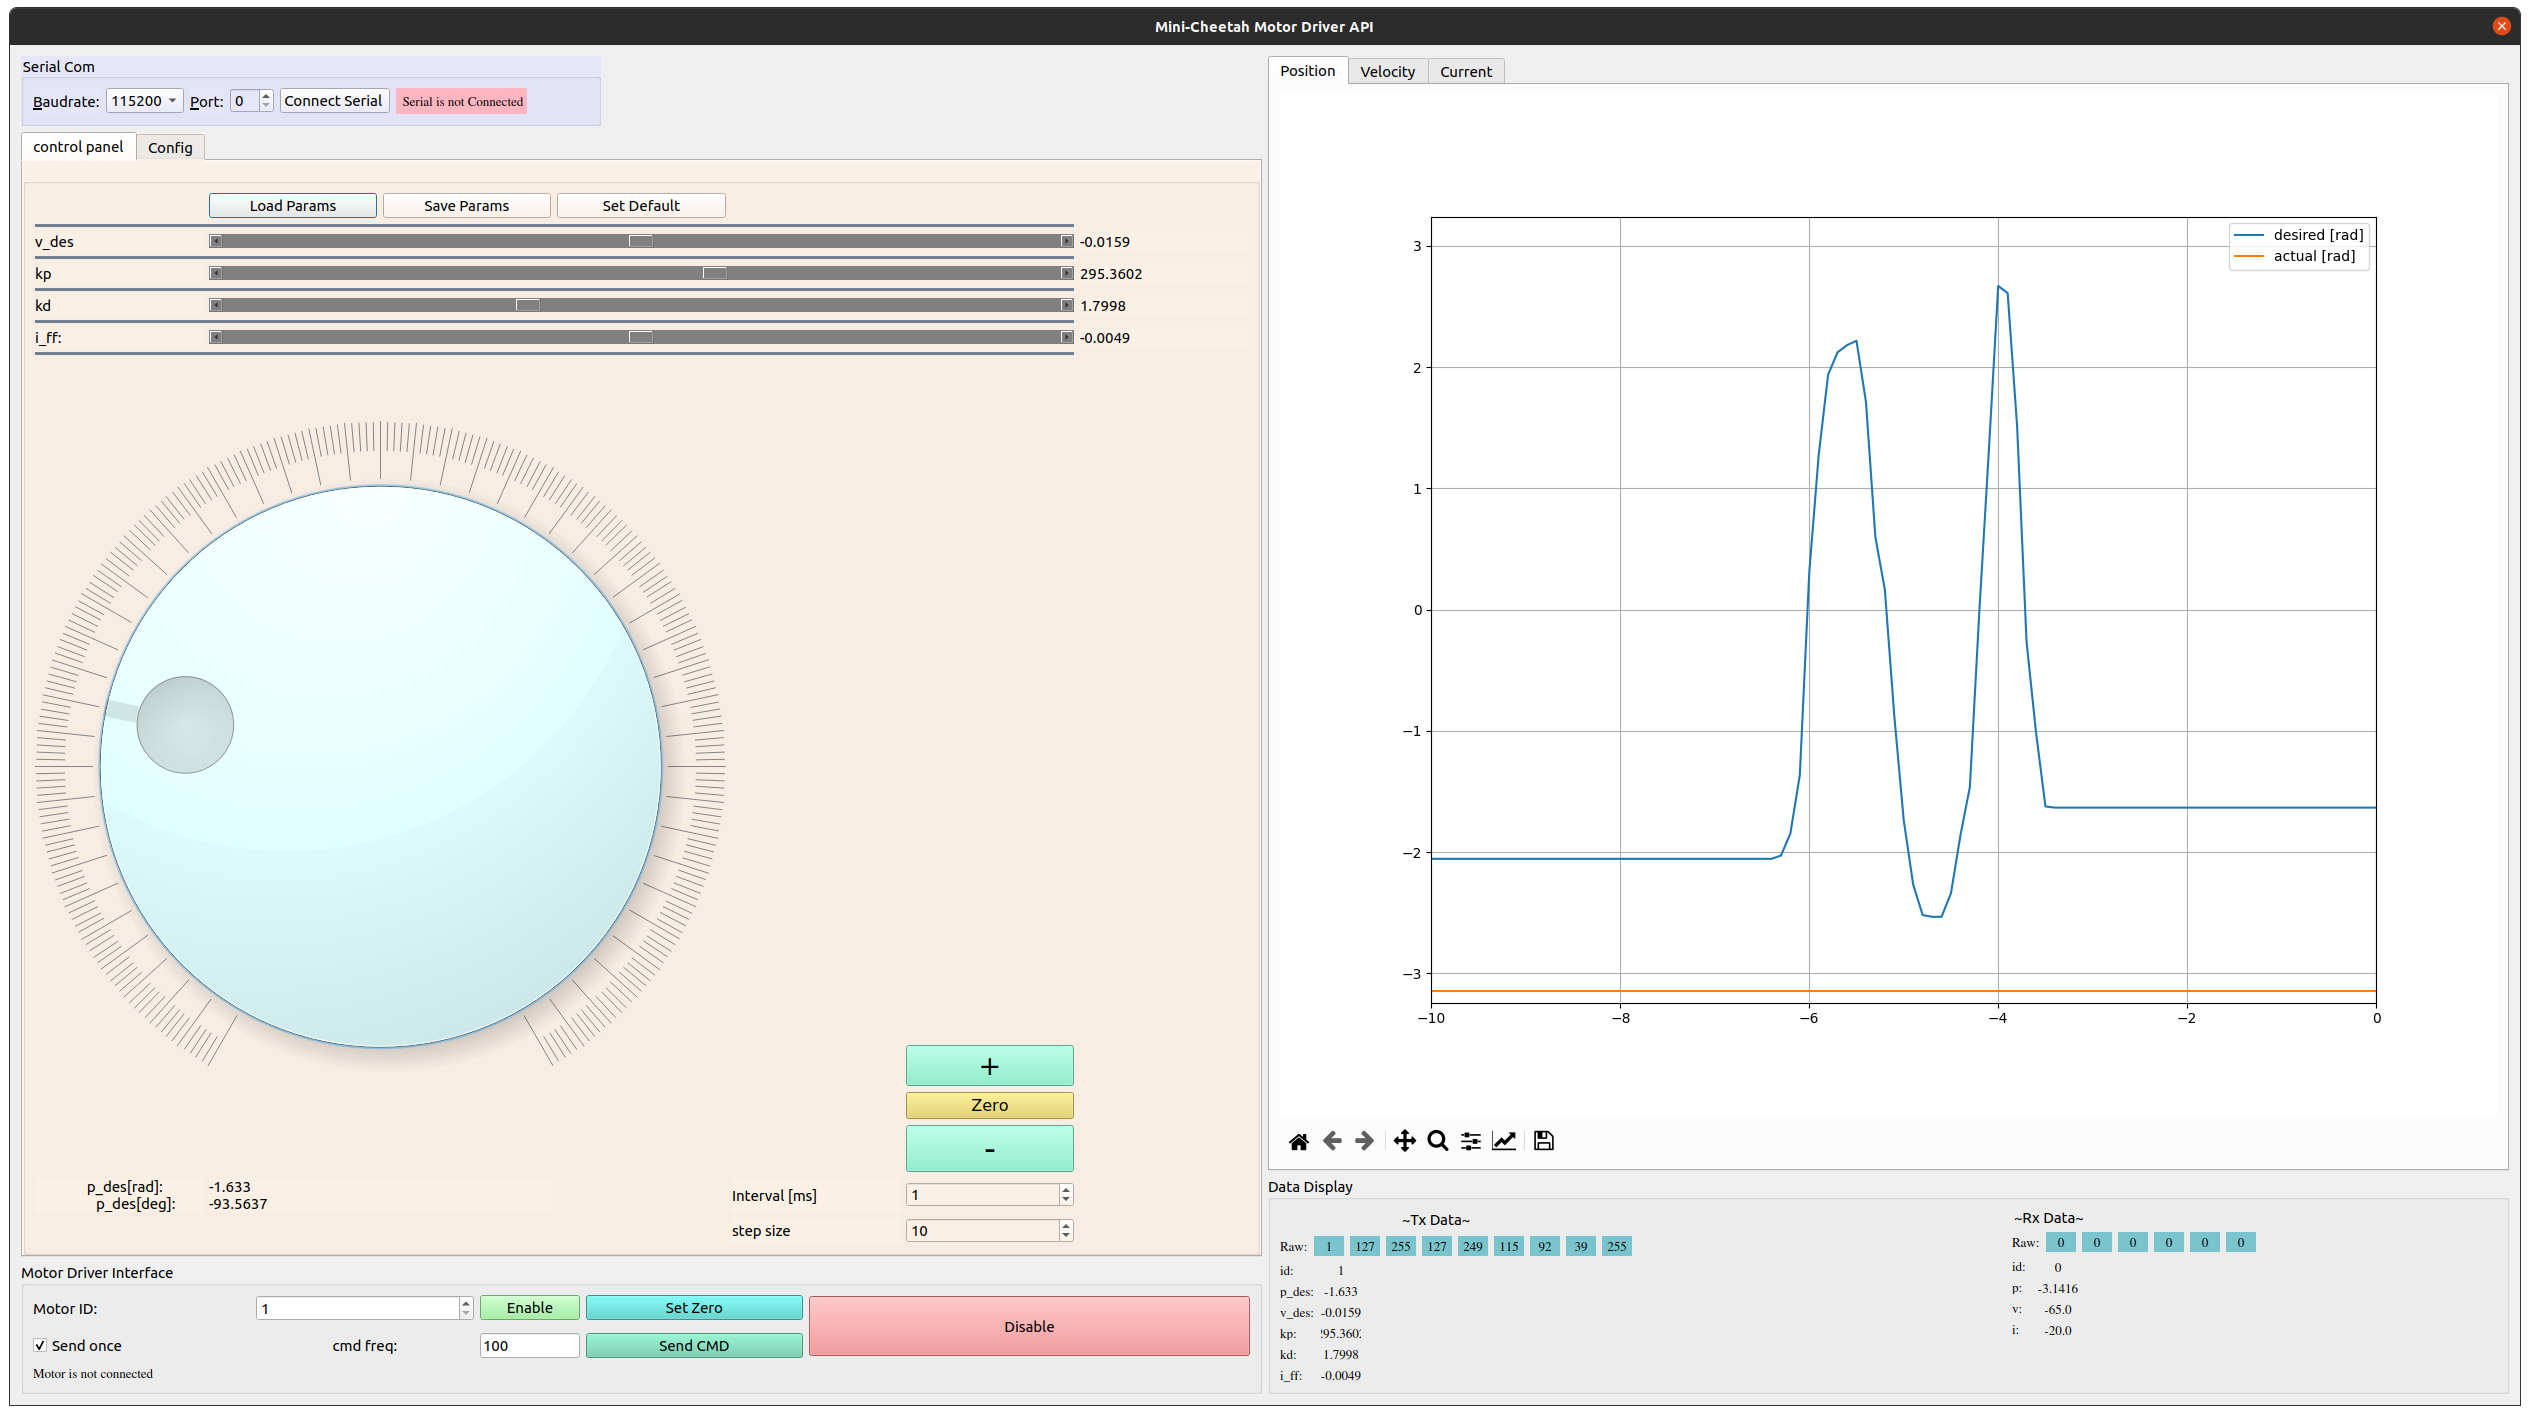 Mini-Cheetah Motor Driver API
Serial Com
Baudrate: 115200 Port: 0 Connect Serial Serial is not Connected
control panel Config
Load Params Save Params Set Default
v_des -0.0159
kp 295.3602
kd 1.7998
i_ff: -0.0049
+
Zero
-
p_des[rad]: -1.633
p_des[deg]: -93.5637
Interval [ms] 1
step size 10
Motor Driver Interface
Motor ID: 1 Enable Set Zero Disable
Send once cmd freq: 100 Send CMD
Motor is not connected
Position Velocity Current
desired [rad]
actual [rad]
3
2
1
0
−1
−2
−3
−10 −8 −6 −4 −2 0
Data Display
~Tx Data~
Raw: 1 127 255 127 249 115 92 39 255
id: 1
p_des: -1.633
v_des: -0.0159
kp: 95.360
kd: 1.7998
i_ff: -0.0049
~Rx Data~
Raw: 0 0 0 0 0 0
id: 0
p: -3.1416
v: -65.0
i: -20.0